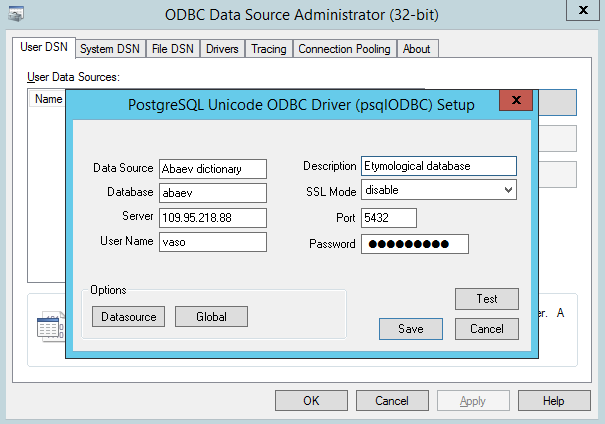 ODBC Data Source Administrator (32-bit)
User DSN System DSN File DSN Drivers Tracing Connection Pooling About
User Data Sources:
Name
PostgreSQL Unicode ODBC Driver (psqlODBC) Setup
Data Source Abaev dictionary Description Etymological database
Database abaev SSL Mode disable
Server 109.95.218.88 Port 5432
User Name vaso Password ●●●●●●●●●
Options
Datasource Global Test
Save Cancel
A
OK Cancel Apply Help